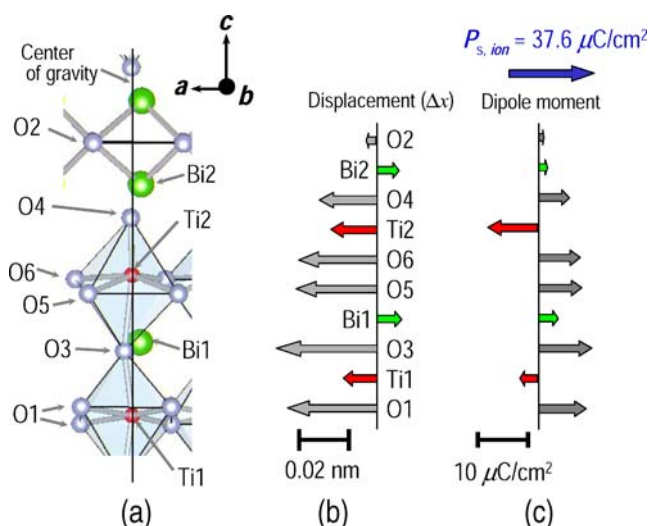 Center
of gravity
O2
Bi2
O4
Ti2
O6
O5
O3
Bi1
O1
Ti1
c
a
b
(a)
Displacement (Δx)
O2
Bi2
O4
Ti2
O6
O5
Bi1
O3
Ti1
O1
0.02 nm
(b)
Ps, ion = 37.6 μC/cm²
Dipole moment
10 μC/cm²
(c)